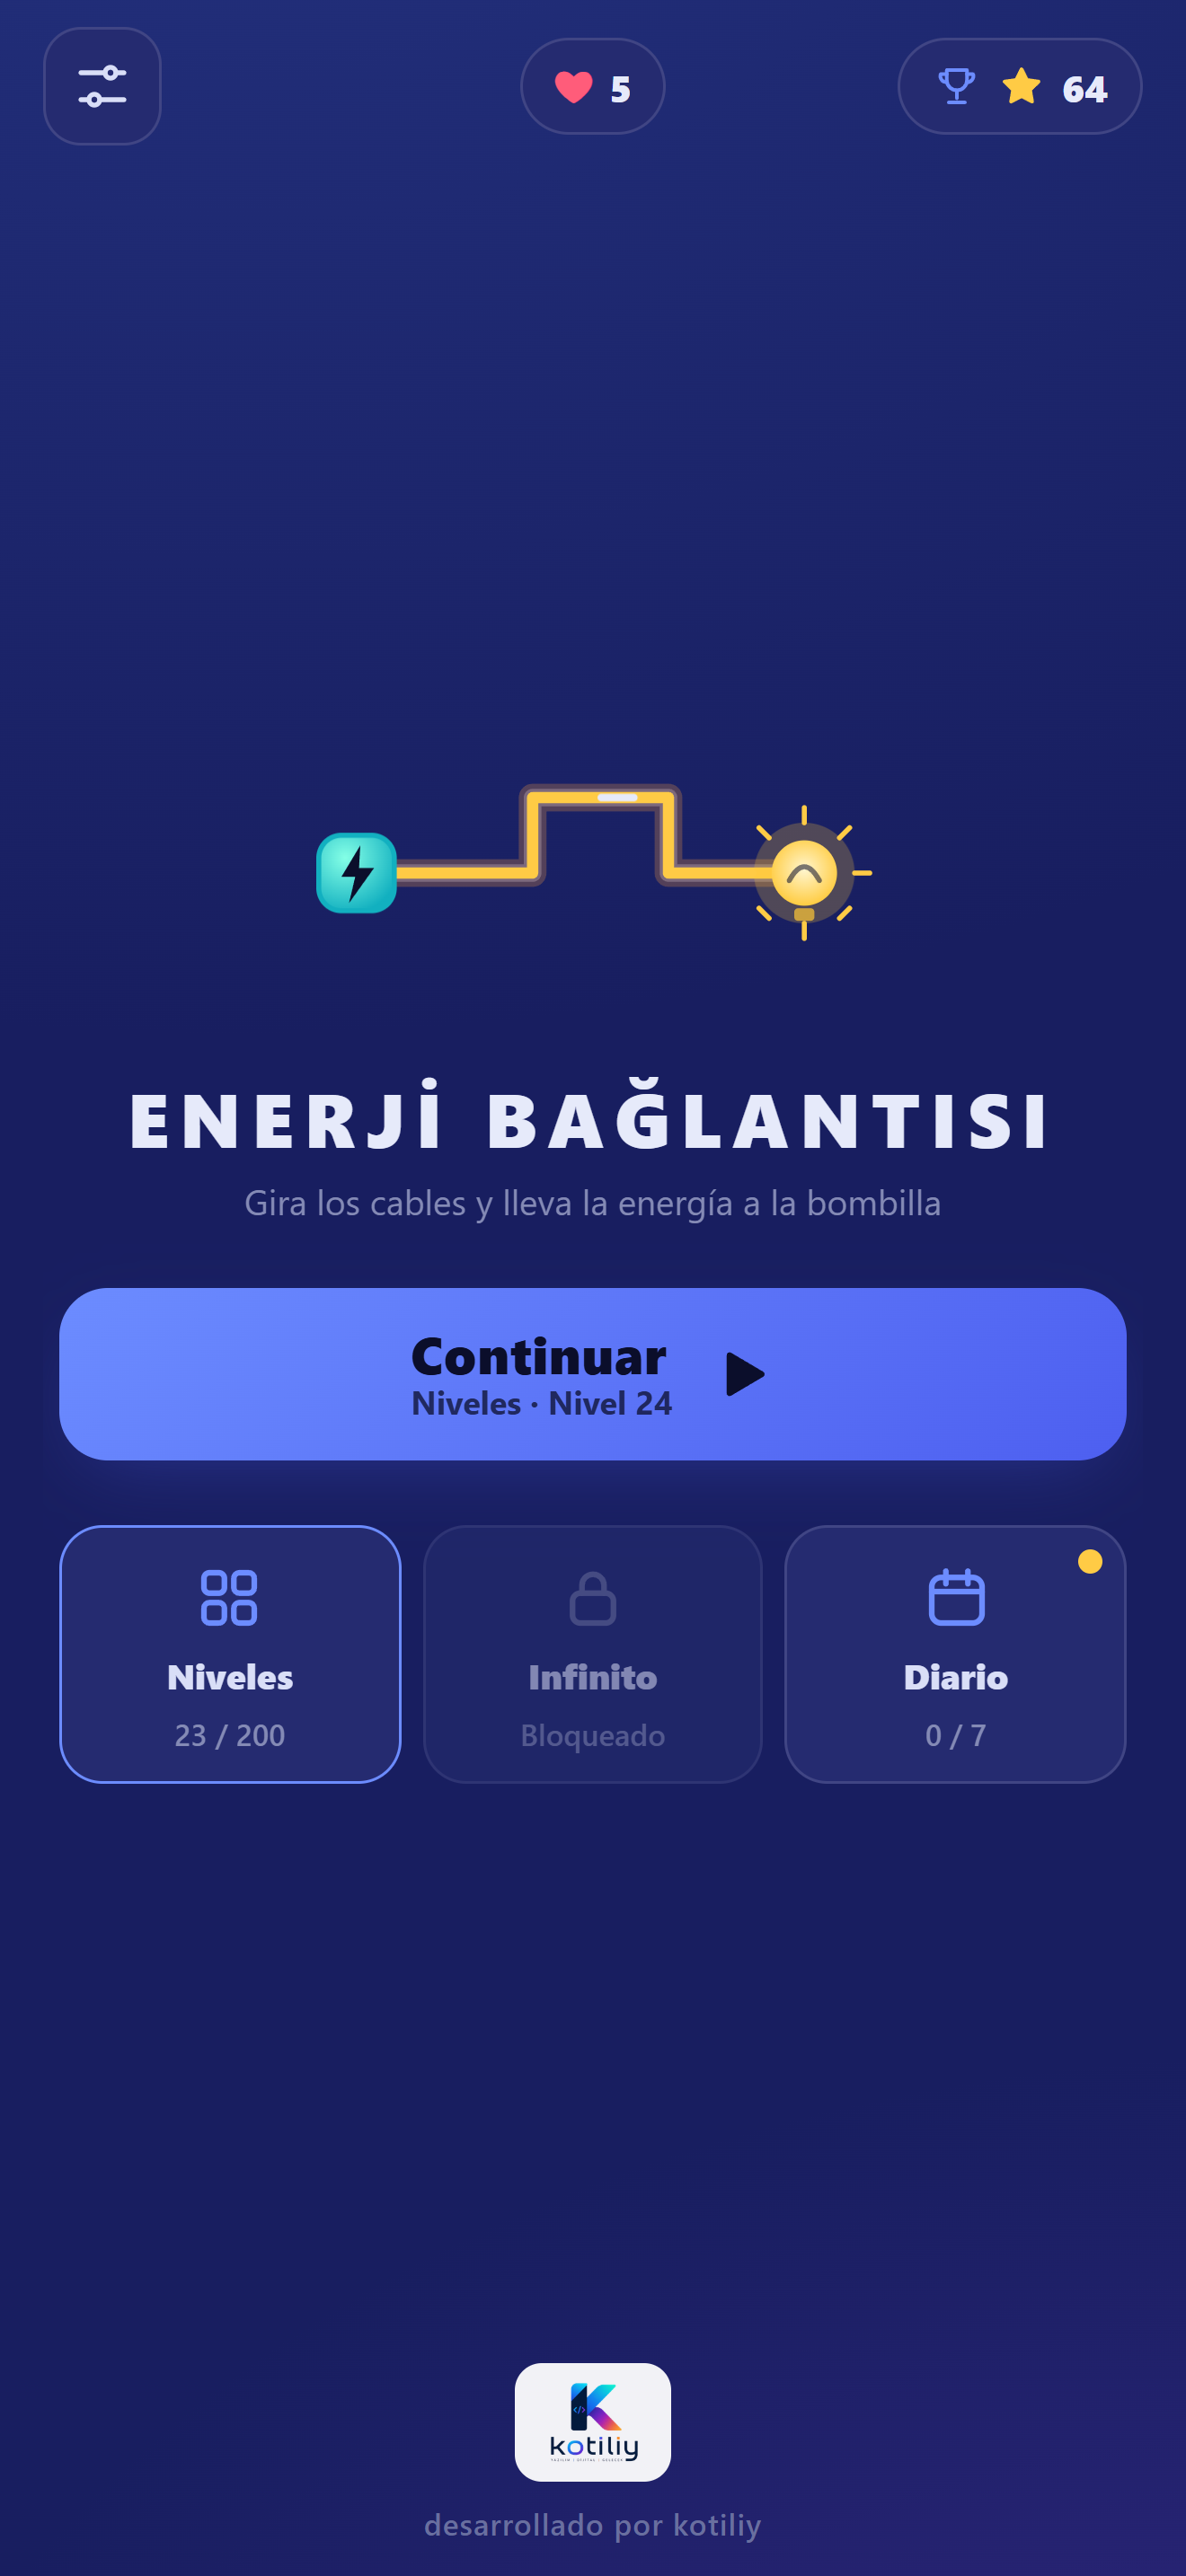 5
64
ENERJİ BAĞLANTISI
Gira los cables y lleva la energía a la bombilla
Continuar
Niveles · Nivel 24
Niveles
23 / 200
Infinito
Bloqueado
Diario
0 / 7
kotiliy
desarrollado por kotiliy